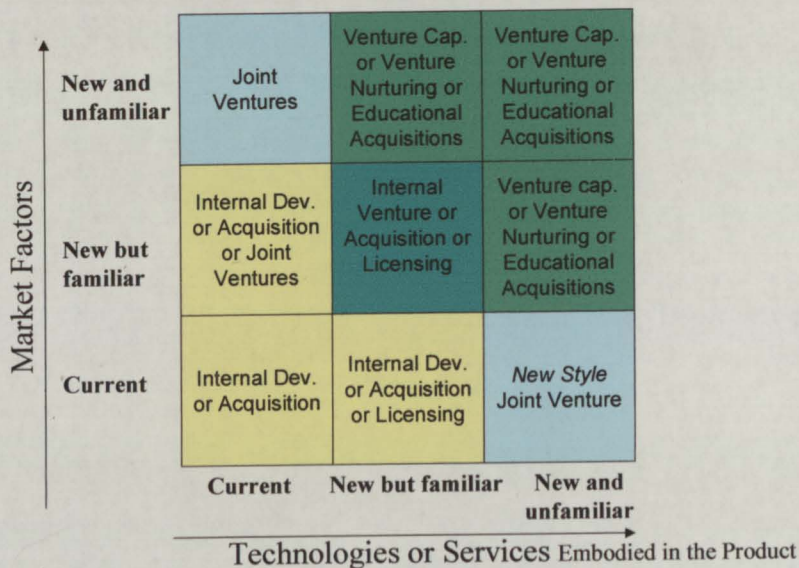 Market Factors
New and
unfamiliar
Joint
Ventures
Venture Cap.
or Venture
Nurturing or
Educational
Acquisitions
Venture Cap.
or Venture
Nurturing or
Educational
Acquisitions
New but
familiar
Internal Dev.
or Acquisition
or Joint
Ventures
Internal
Venture or
Acquisition or
Licensing
Venture cap.
or Venture
Nurturing or
Educational
Acquisitions
Current
Internal Dev.
or Acquisition
Internal Dev.
or Acquisition
or Licensing
New Style
Joint Venture
Current
New but familiar
New and
unfamiliar
Technologies or Services Embodied in the Product